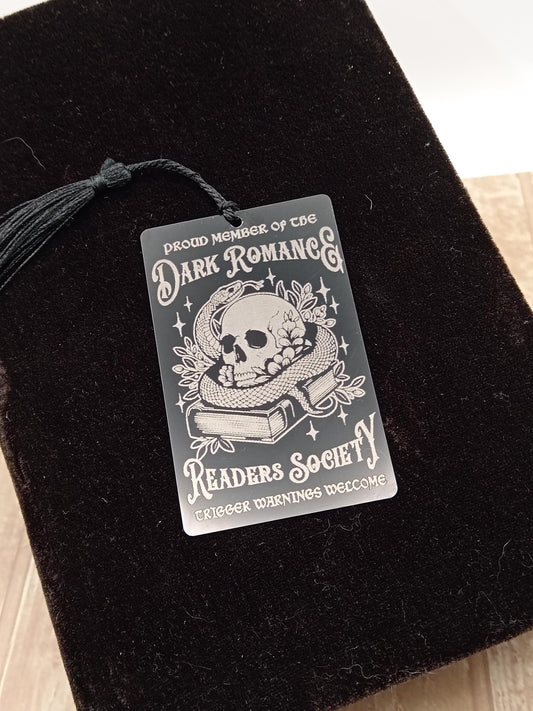 PROUD MEMBER OF THE
DARK ROMANCE
READERS SOCIETY
TRIGGER WARNINGS WELCOME